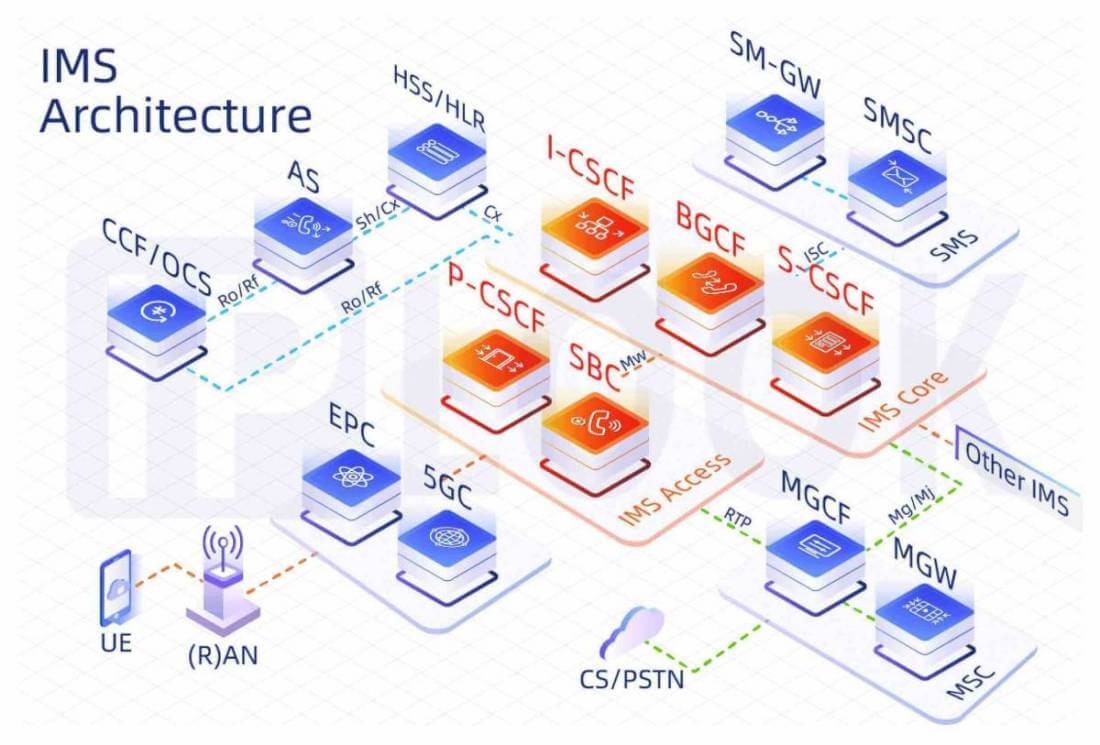 IMS
Architecture
HSS/HLR
AS
CCF/OCS
Sh/Cx
Cx
Ro/Rf
Ro/Rf
SM-GW
SMSC
SMS
I-CSCF
BGCF
S-CSCF
ISC
P-CSCF
SBC
Mw
IMS Core
IMS Access
Other IMS
EPC
5GC
UE
(R)AN
RTP
Mg/Mj
MGCF
MGW
MSC
CS/PSTN
IPLOOK